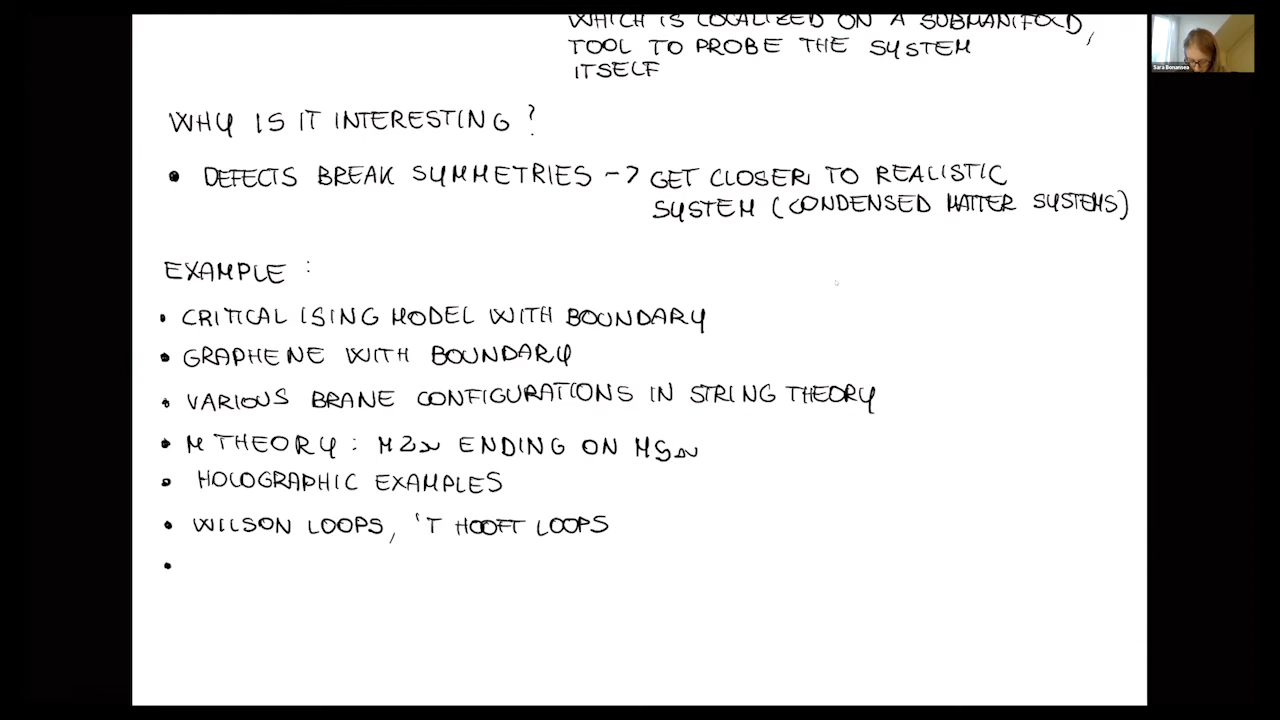 WHICH IS LOCALIZED ON A SUBMANIFOLD,
TOOL TO PROBE THE SYSTEM
ITSELF
Sara Bonansea
WHY IS IT INTERESTING ?
• DEFECTS BREAK SYMMETRIES -> GET CLOSER TO REALISTIC
SYSTEM (CONDENSED MATTER SYSTEMS)
EXAMPLE :
• CRITICAL ISING MODEL WITH BOUNDARY
• GRAPHENE WITH BOUNDARY
• VARIOUS BRANE CONFIGURATIONS IN STRING THEORY
• M THEORY : M2s ENDING ON M5s
• HOLOGRAPHIC EXAMPLES
• WILSON LOOPS, 'T HOOFT LOOPS
•